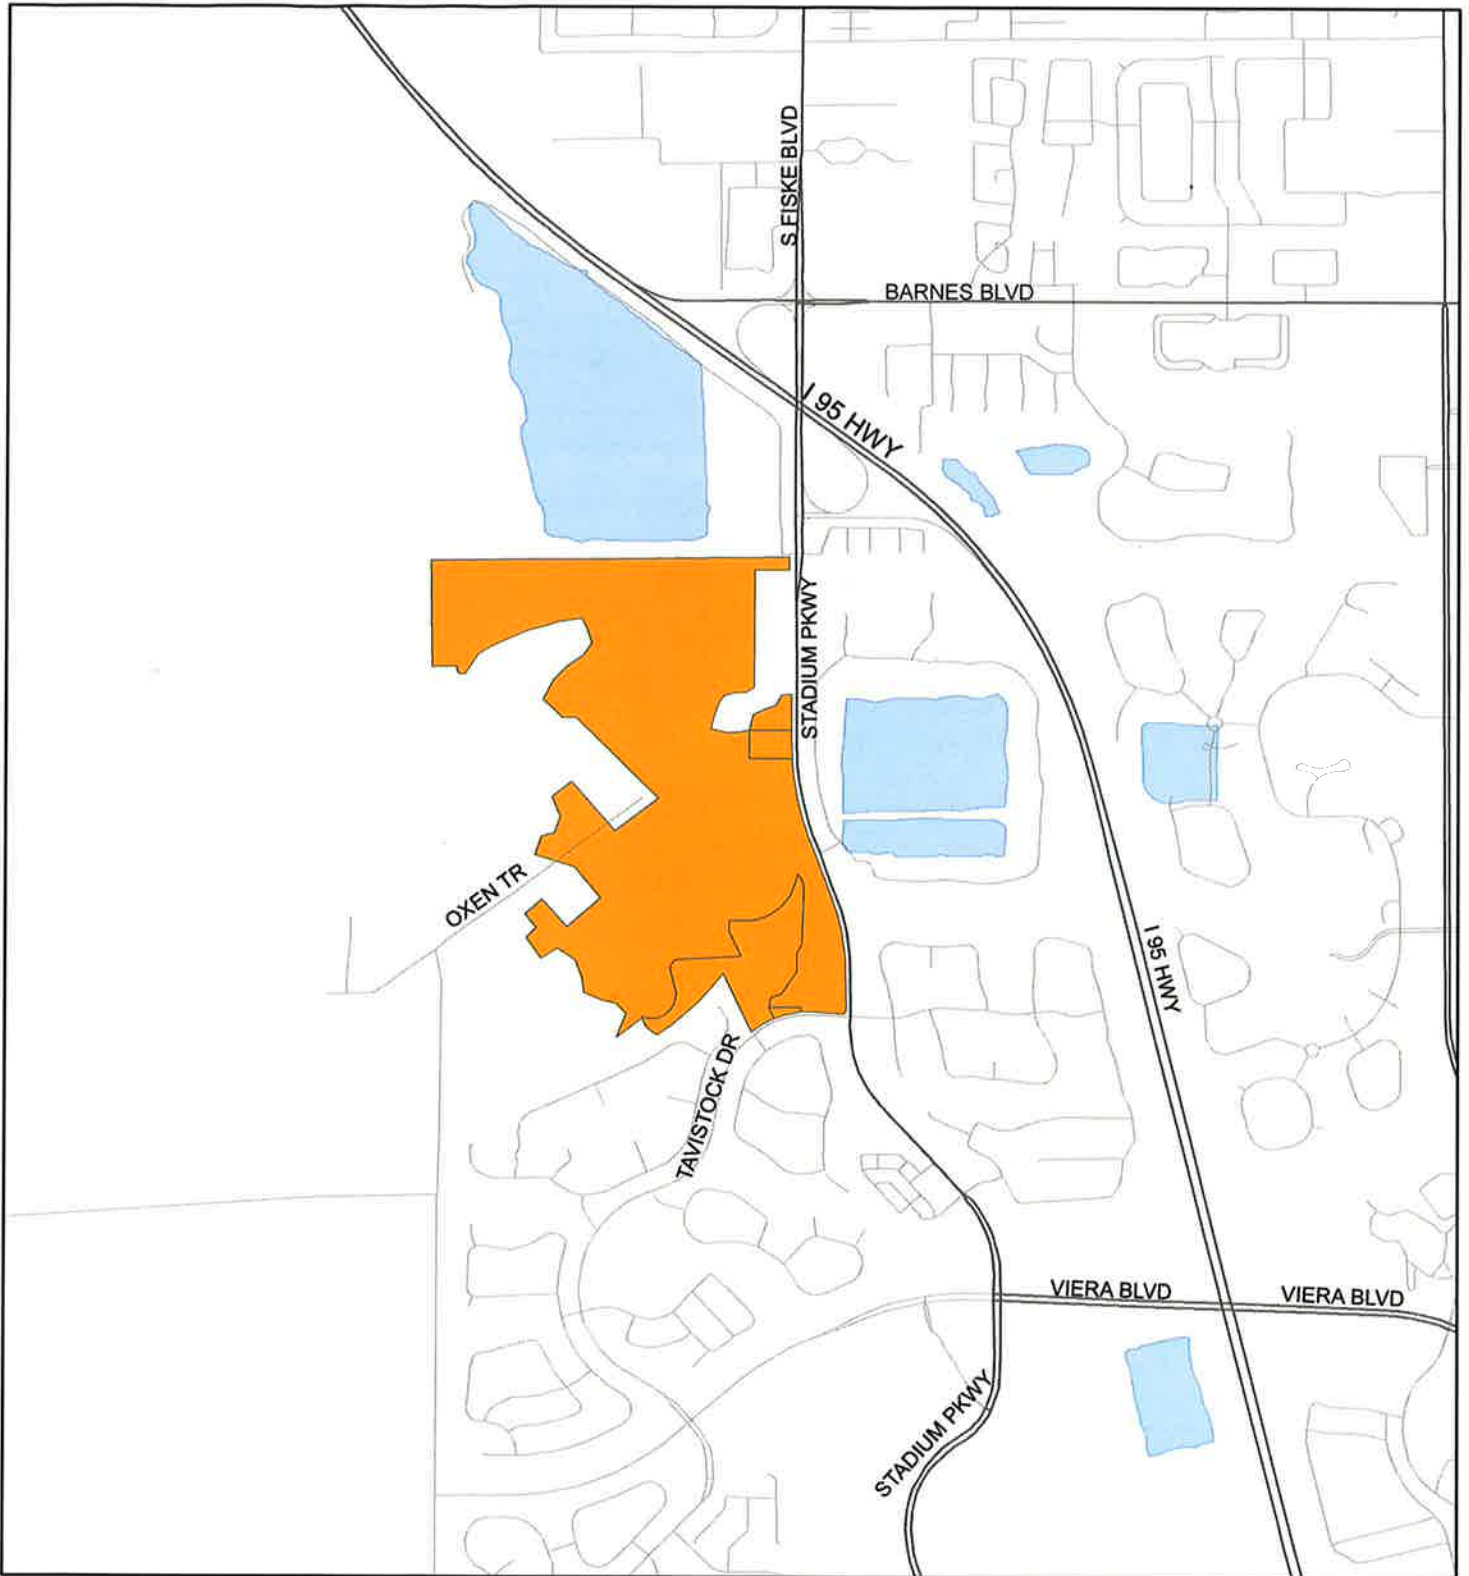 S FISKE BLVD
BARNES BLVD
I 95 HWY
STADIUM PKWY
OXEN TR
I 95 HWY
TAVISTOCK DR
VIERA BLVD
VIERA BLVD
STADIUM PKWY